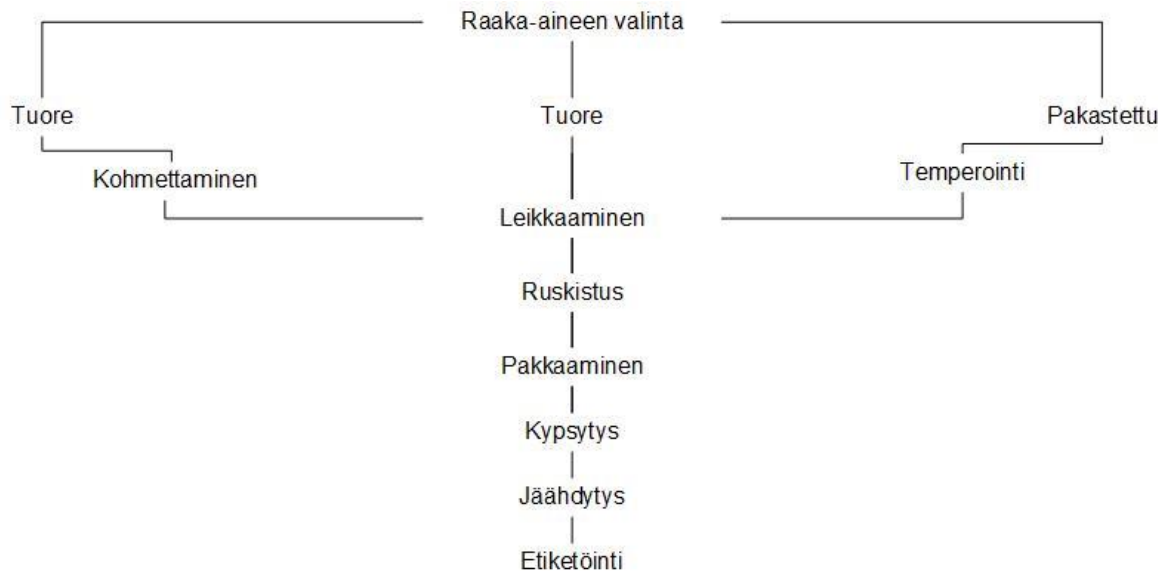 Raaka-aineen valinta
Tuore
Tuore
Pakastettu
Kohmettaminen
Temperointi
Leikkaaminen
Ruskistus
Pakkaaminen
Kypsytys
Jäähdytys
Etiketöinti